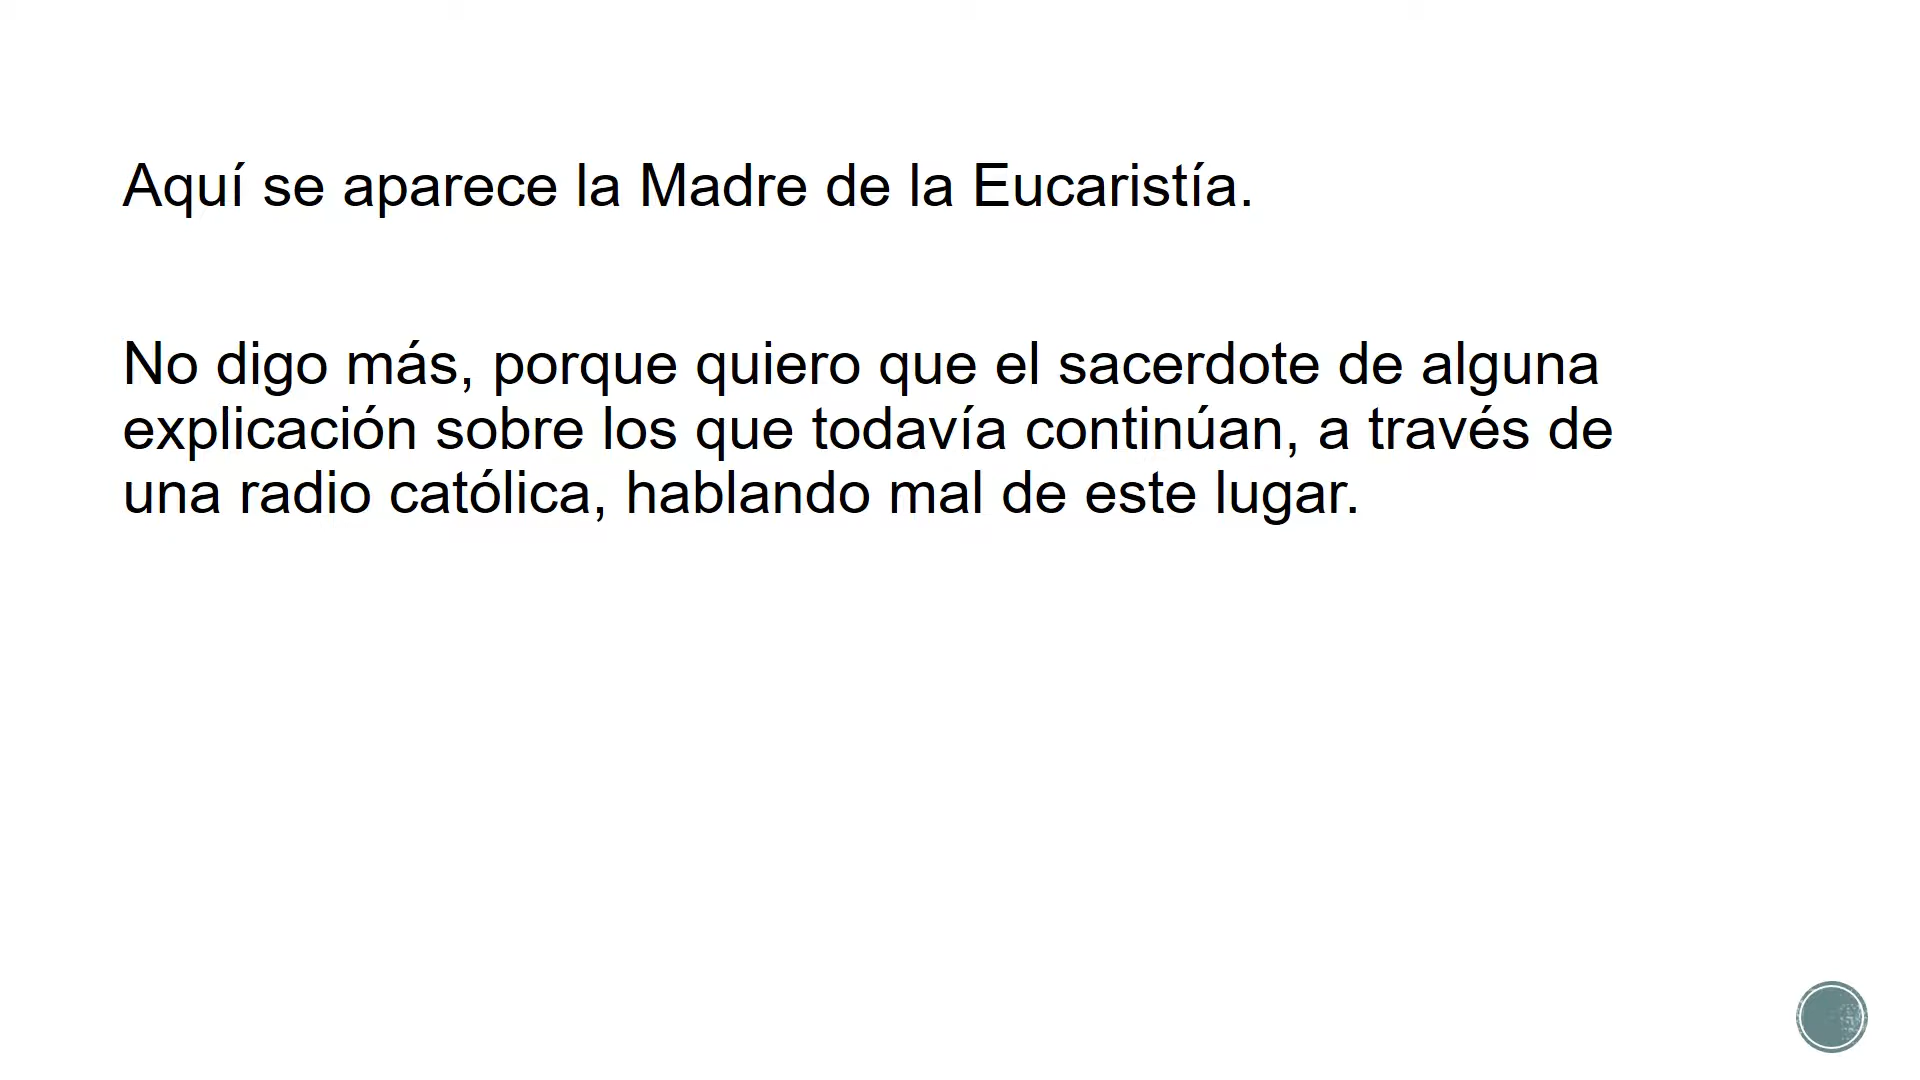 Aquí se aparece la Madre de la Eucaristía.
No digo más, porque quiero que el sacerdote de alguna
explicación sobre los que todavía continúan, a través de
una radio católica, hablando mal de este lugar.